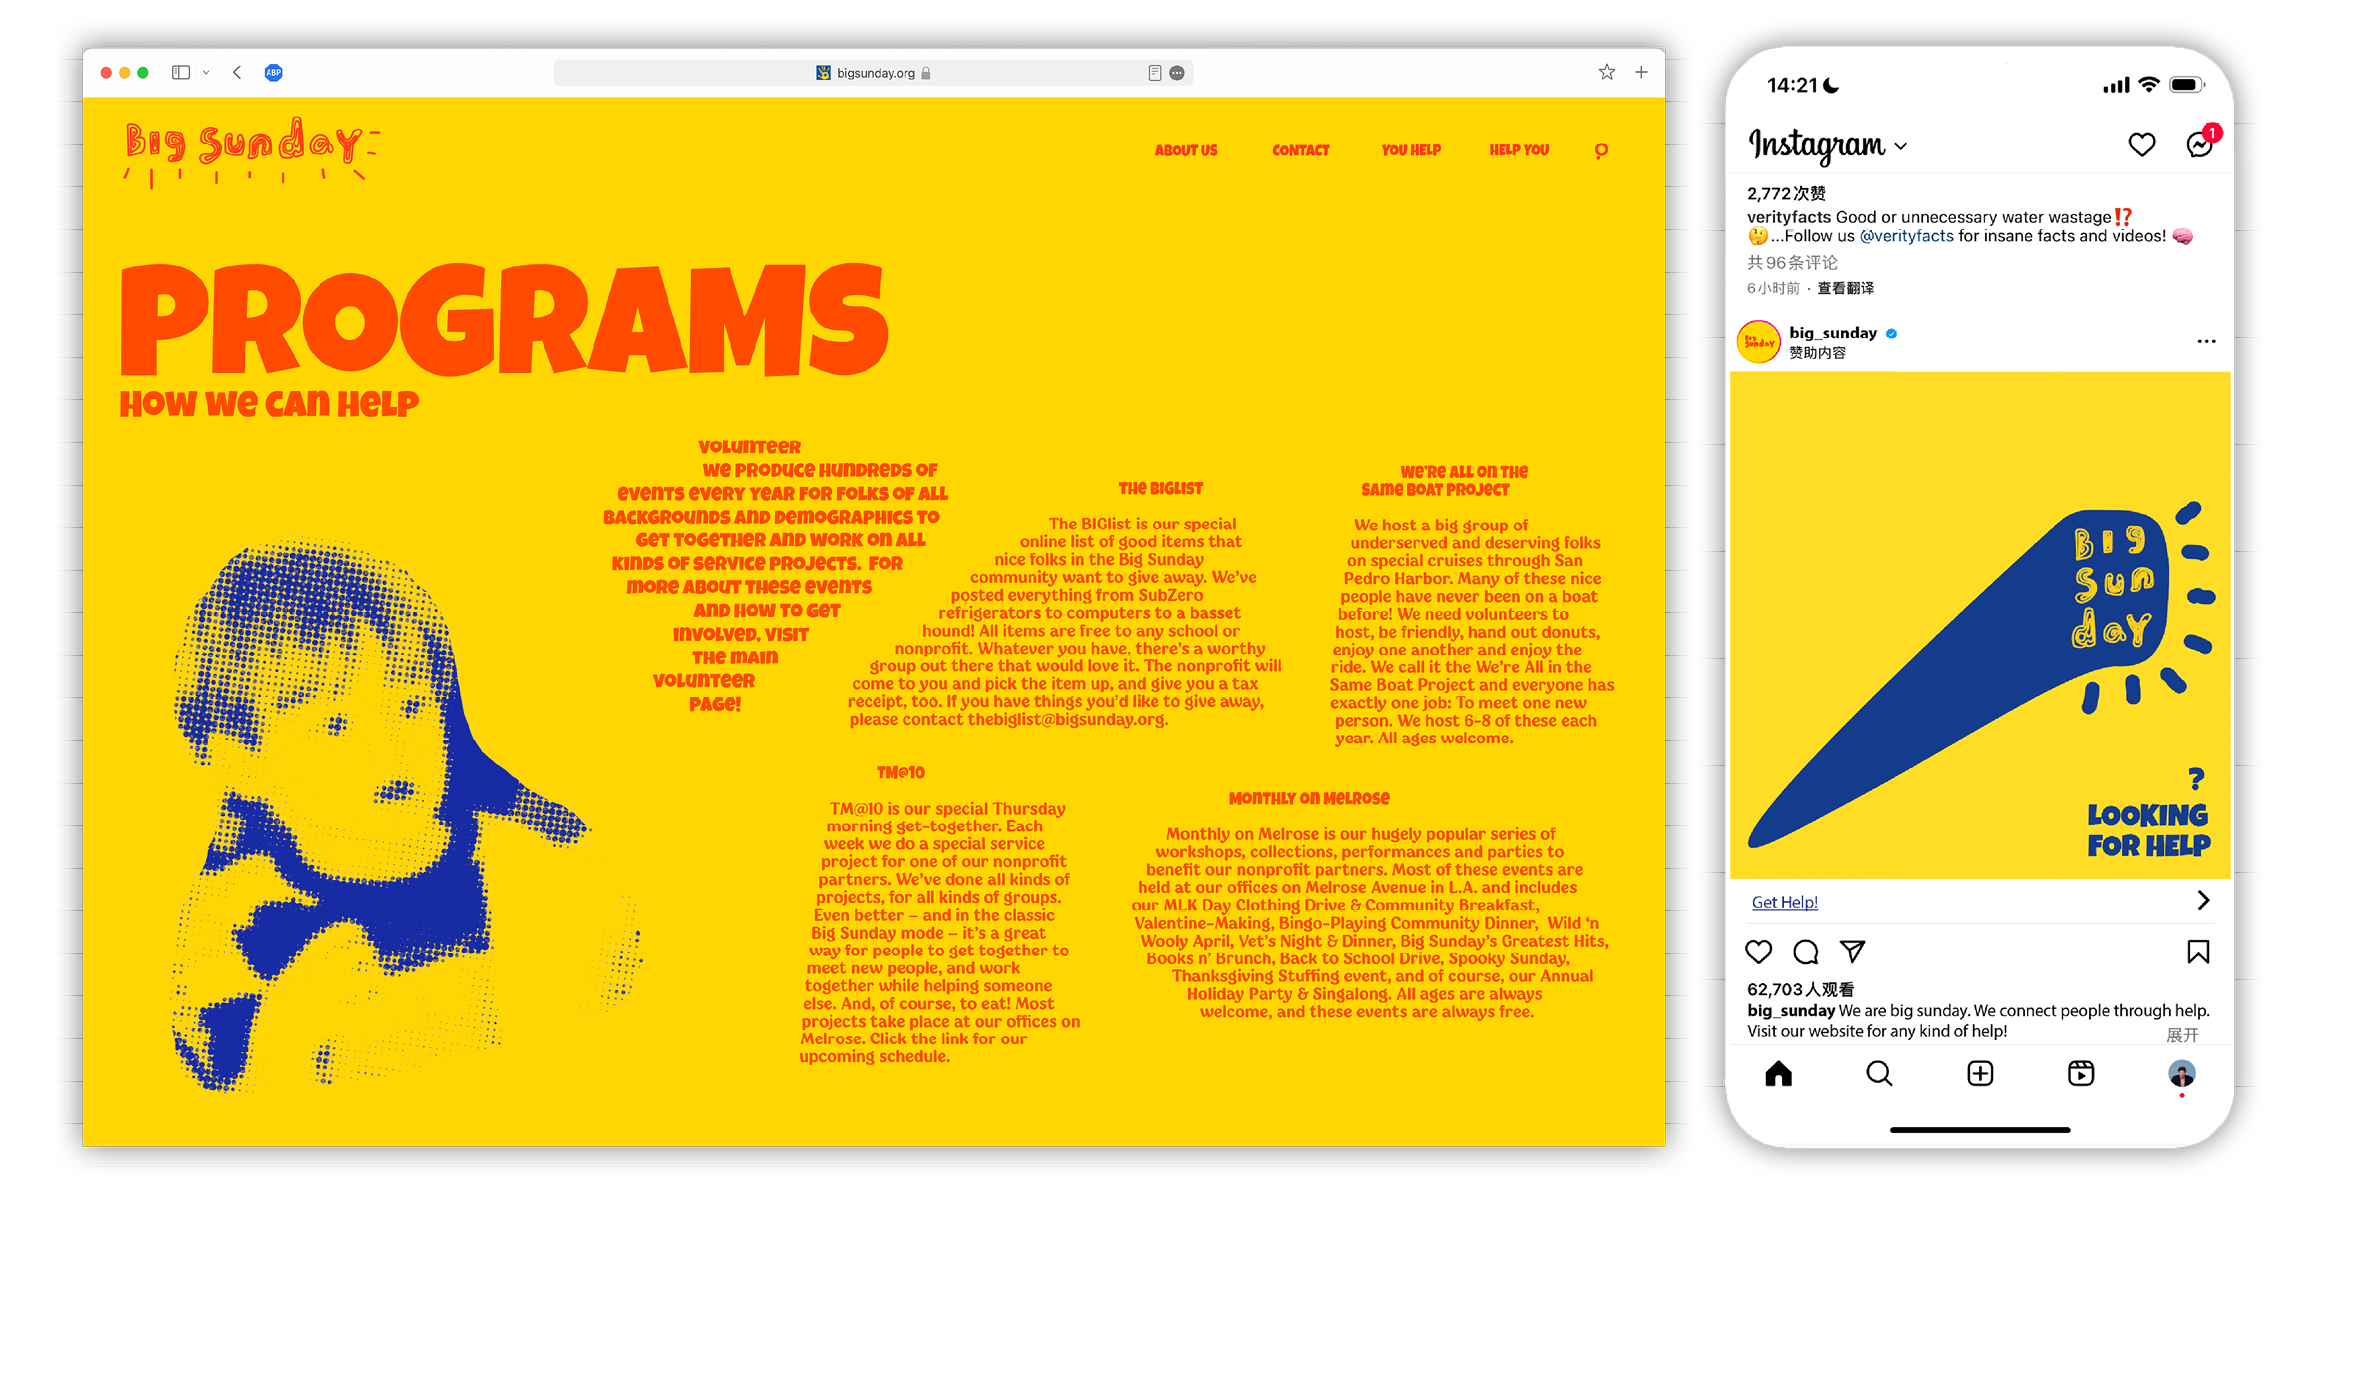 ABP
bigsunday.org
Big Sunday
ABOUT US
CONTACT
YOU HELP
HELP YOU
PROGRAMS
HOW WE CAN HELP
VOLUNTEER
WE PRODUCE HUNDREDS OF
EVENTS EVERY YEAR FOR FOLKS OF ALL
BACKGROUNDS AND DEMOGRAPHICS TO
GET TOGETHER AND WORK ON ALL
KINDS OF SERVICE PROJECTS. FOR
MORE ABOUT THESE EVENTS
AND HOW TO GET
INVOLVED, VISIT
THE MAIN
VOLUNTEER
PAGE!
THE BIGLIST
The BIGlist is our special
online list of good items that
nice folks in the Big Sunday
community want to give away. We've
posted everything from SubZero
refrigerators to computers to a basset
hound! All items are free to any school or
nonprofit. Whatever you have, there's a worthy
group out there that would love it. The nonprofit will
come to you and pick the item up, and give you a tax
receipt, too. If you have things you'd like to give away,
please contact thebiglist@bigsunday.org.
WE'RE ALL ON THE
SAME BOAT PROJECT
We host a big group of
underserved and deserving folks
on special cruises through San
Pedro Harbor. Many of these nice
people have never been on a boat
before! We need volunteers to
host, be friendly, hand out donuts,
enjoy one another and enjoy the
ride. We call it the We're All in the
Same Boat Project and everyone has
exactly one job: To meet one new
person. We host 6-8 of these each
year. All ages welcome.
TM@10
TM@10 is our special Thursday
morning get-together. Each
week we do a special service
project for one of our nonprofit
partners. We've done all kinds of
projects, for all kinds of groups.
Even better – and in the classic
Big Sunday mode – it's a great
way for people to get together to
meet new people, and work
together while helping someone
else. And, of course, to eat! Most
projects take place at our offices on
Melrose. Click the link for our
upcoming schedule.
MONTHLY ON MELROSE
Monthly on Melrose is our hugely popular series of
workshops, collections, performances and parties to
benefit our nonprofit partners. Most of these events are
held at our offices on Melrose Avenue in L.A. and includes
our MLK Day Clothing Drive & Community Breakfast,
Valentine-Making, Bingo-Playing Community Dinner, Wild 'n
Wooly April, Vet's Night & Dinner, Big Sunday's Greatest Hits,
Books n' Brunch, Back to School Drive, Spooky Sunday,
Thanksgiving Stuffing event, and of course, our Annual
Holiday Party & Singalong. All ages are always
welcome, and these events are always free.
14:21
Instagram
1
2,772次赞
verityfacts Good or unnecessary water wastage⁉️
🤔...Follow us @verityfacts for insane facts and videos! 🧠
共96条评论
6小时前 · 查看翻译
Big
Sunday
big_sunday
赞助内容
Big
Sun
day
?
LOOKING
FOR HELP
Get Help!
62,703人观看
big_sunday We are big sunday. We connect people through help.
Visit our website for any kind of help!
展开